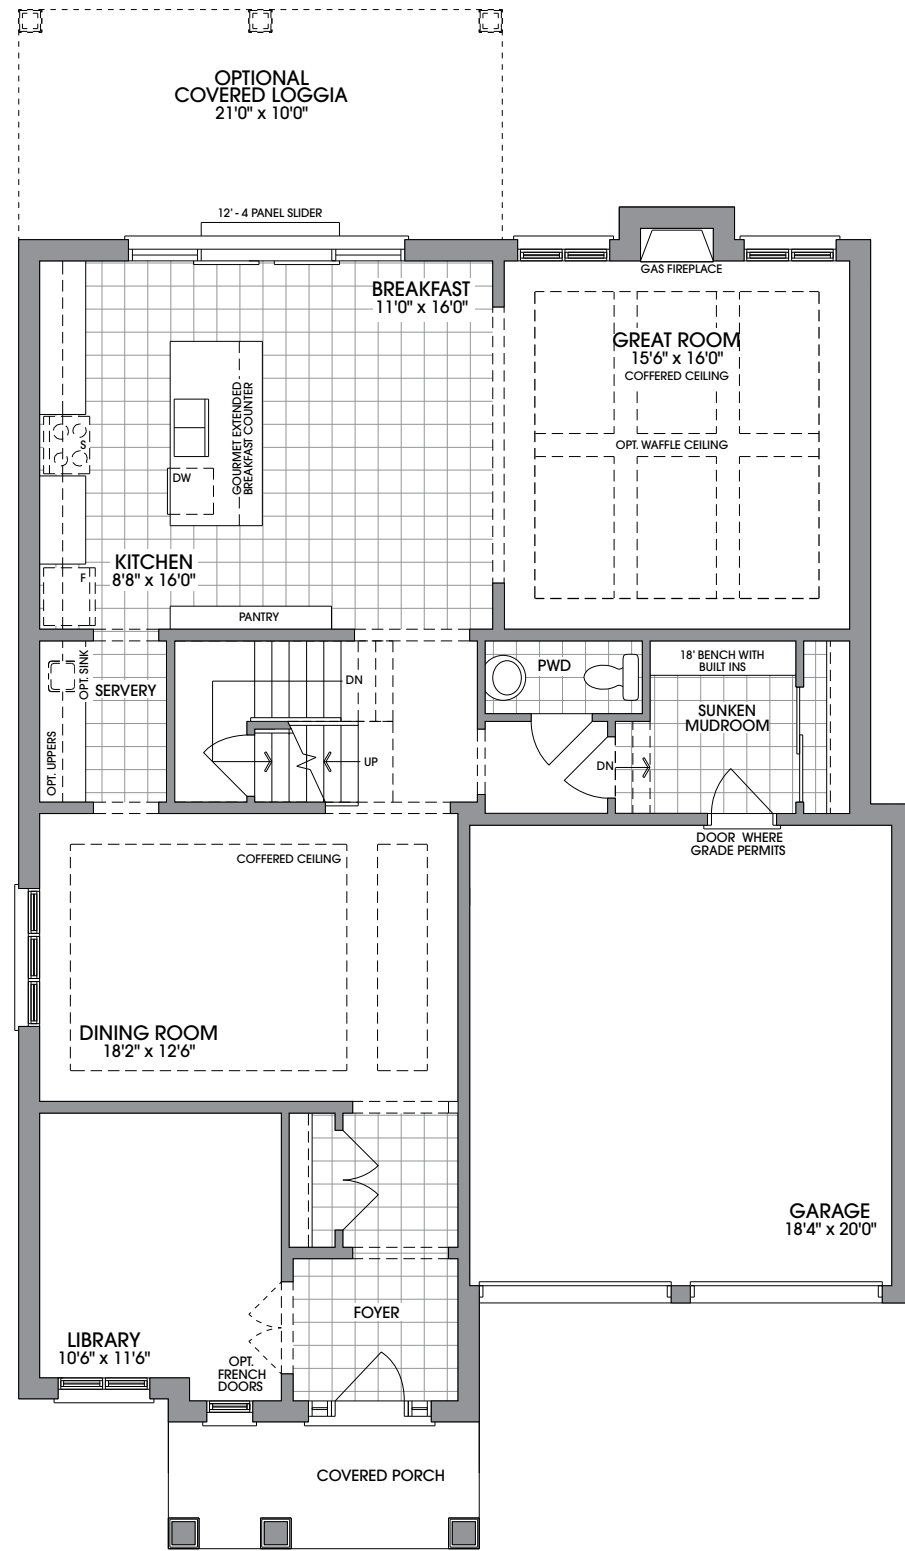 OPTIONAL
COVERED LOGGIA
21'0" x 10'0"
12' - 4 PANEL SLIDER
GAS FIREPLACE
BREAKFAST
11'0" x 16'0"
GREAT ROOM
15'6" x 16'0"
COFFERED CEILING
OPT. WAFFLE CEILING
GOURMET EXTENDED
BREAKFAST COUNTER
S
DW
KITCHEN
8'8" x 16'0"
F
PANTRY
OPT. SINK
SERVERY
OPT. UPPERS
DN
UP
PWD
18' BENCH WITH
BUILT INS
SUNKEN
MUDROOM
DN
DOOR WHERE
GRADE PERMITS
COFFERED CEILING
DINING ROOM
18'2" x 12'6"
GARAGE
18'4" x 20'0"
FOYER
LIBRARY
10'6" x 11'6"
OPT.
FRENCH
DOORS
COVERED PORCH